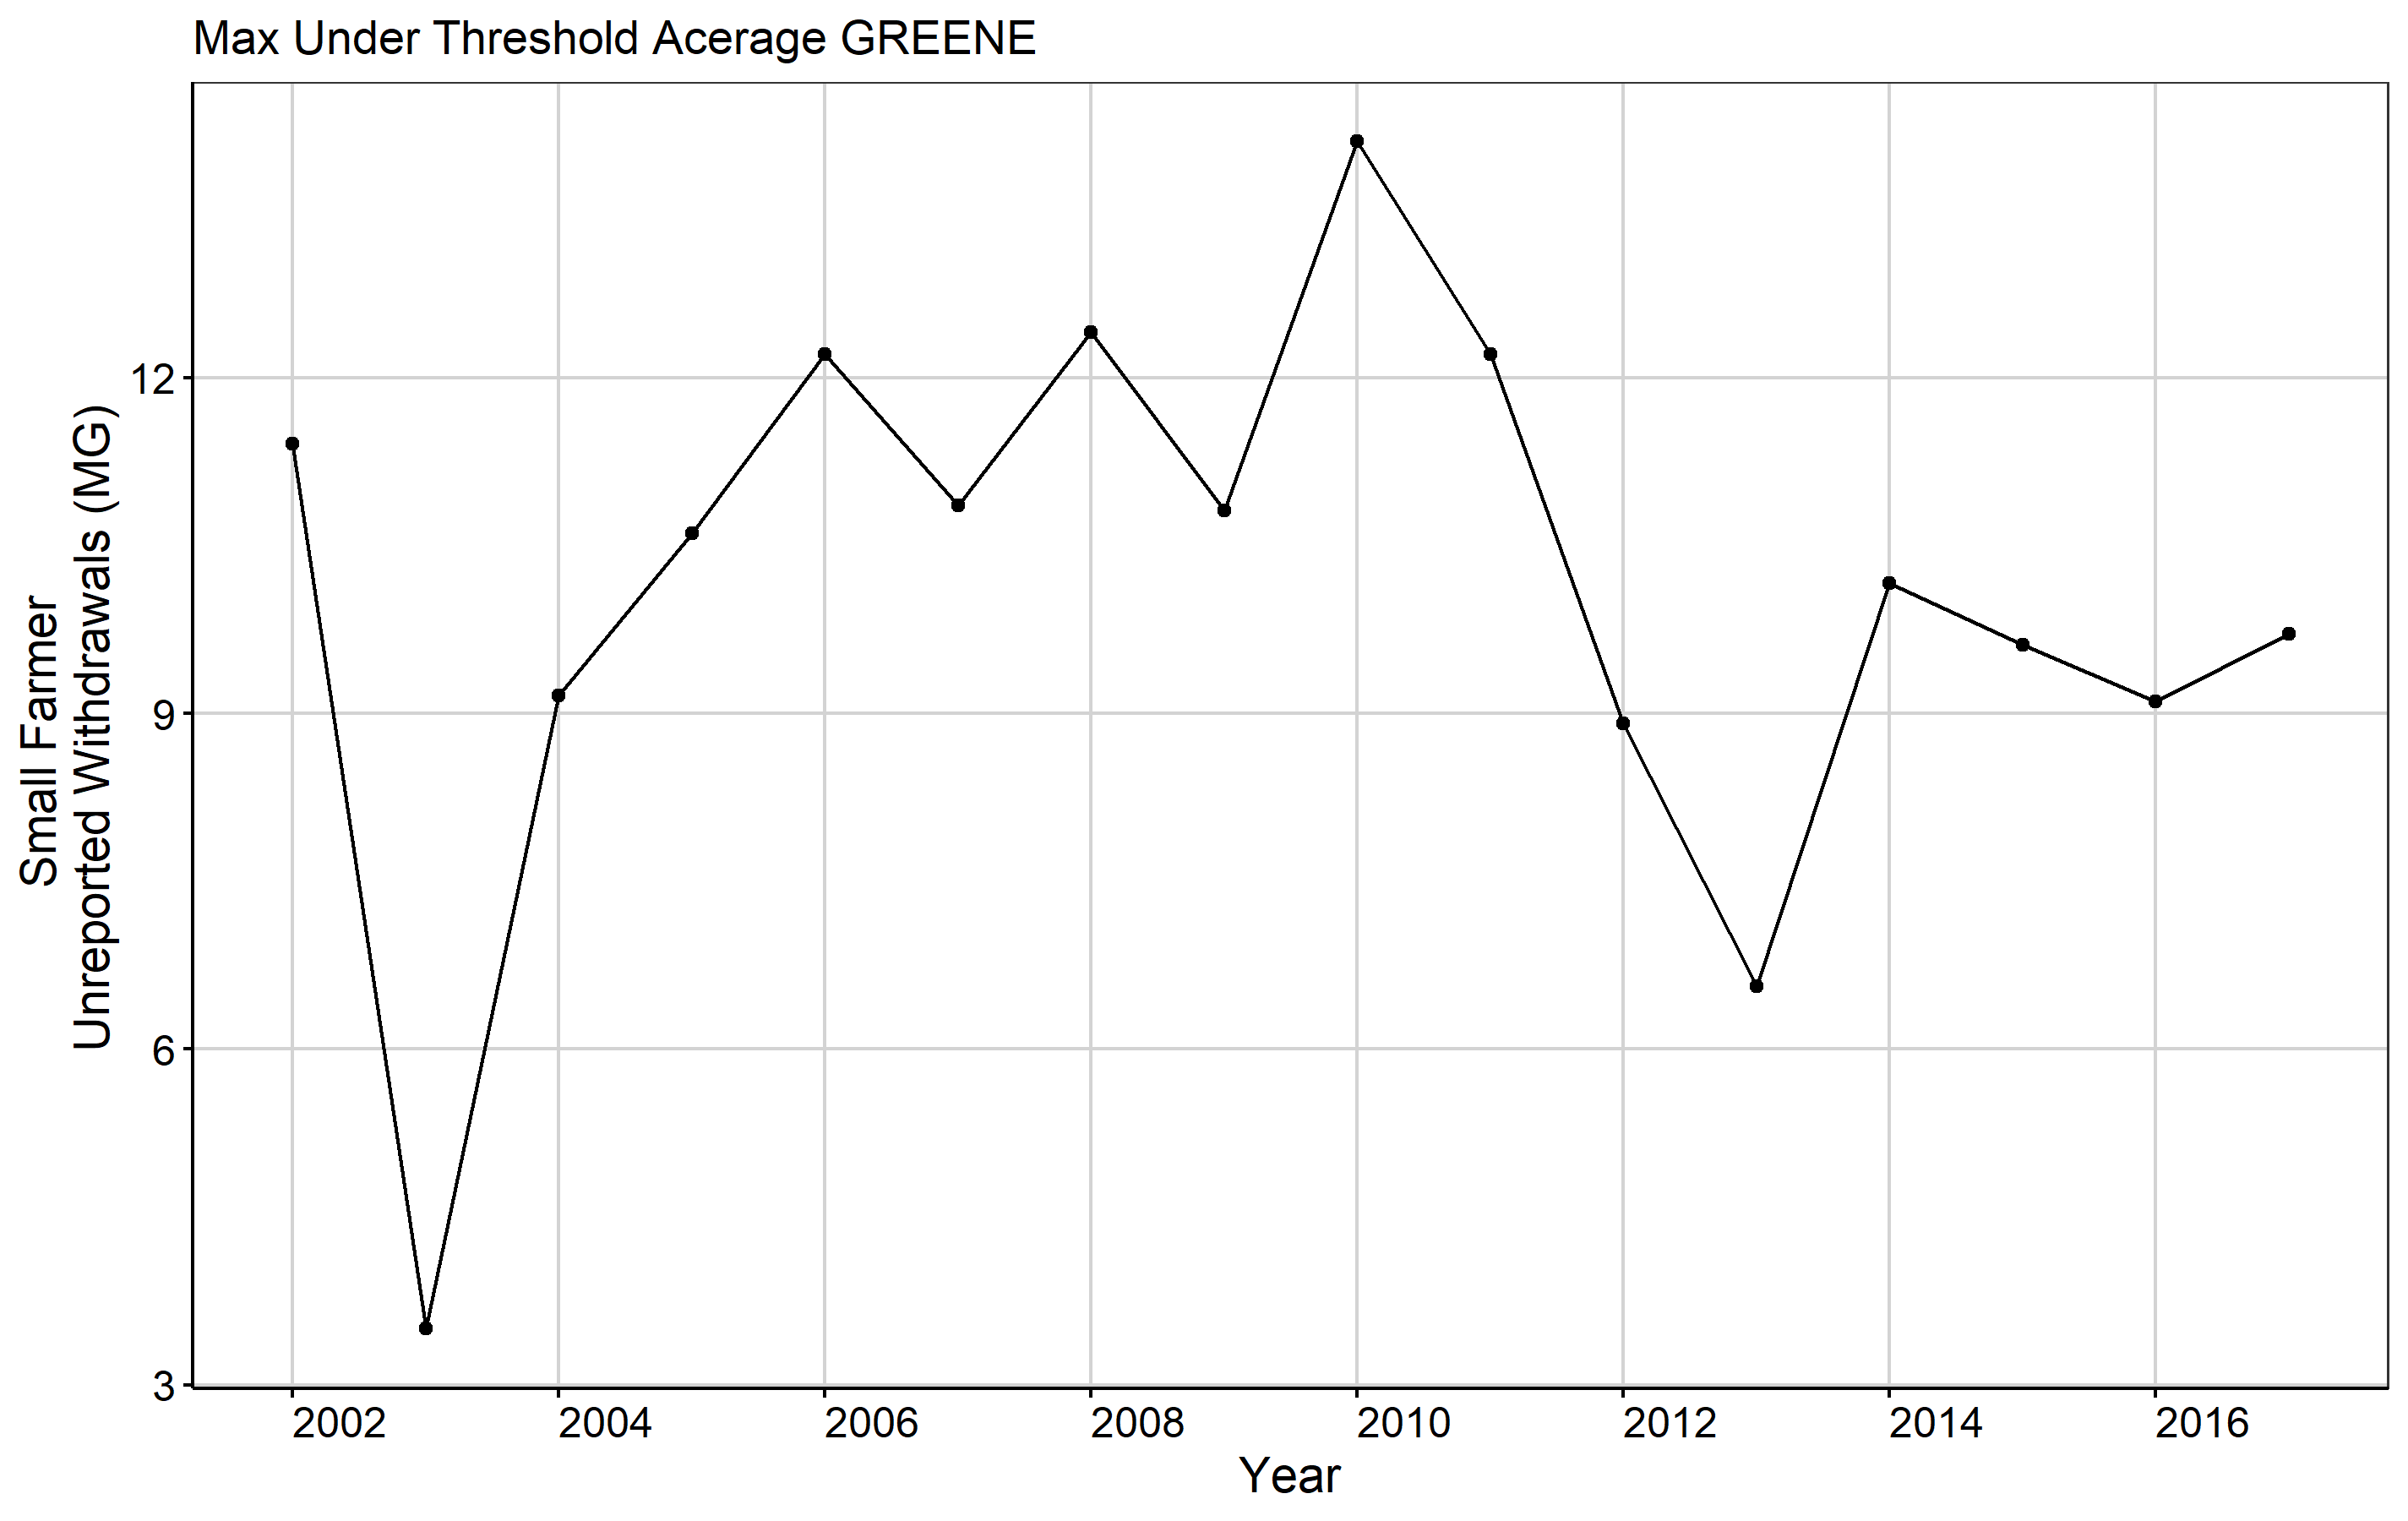 Max Under Threshold Acerage GREENE
Small Farmer
Unreported Withdrawals (MG)
12
9
6
3
2002 2004 2006 2008 2010 2012 2014 2016
Year